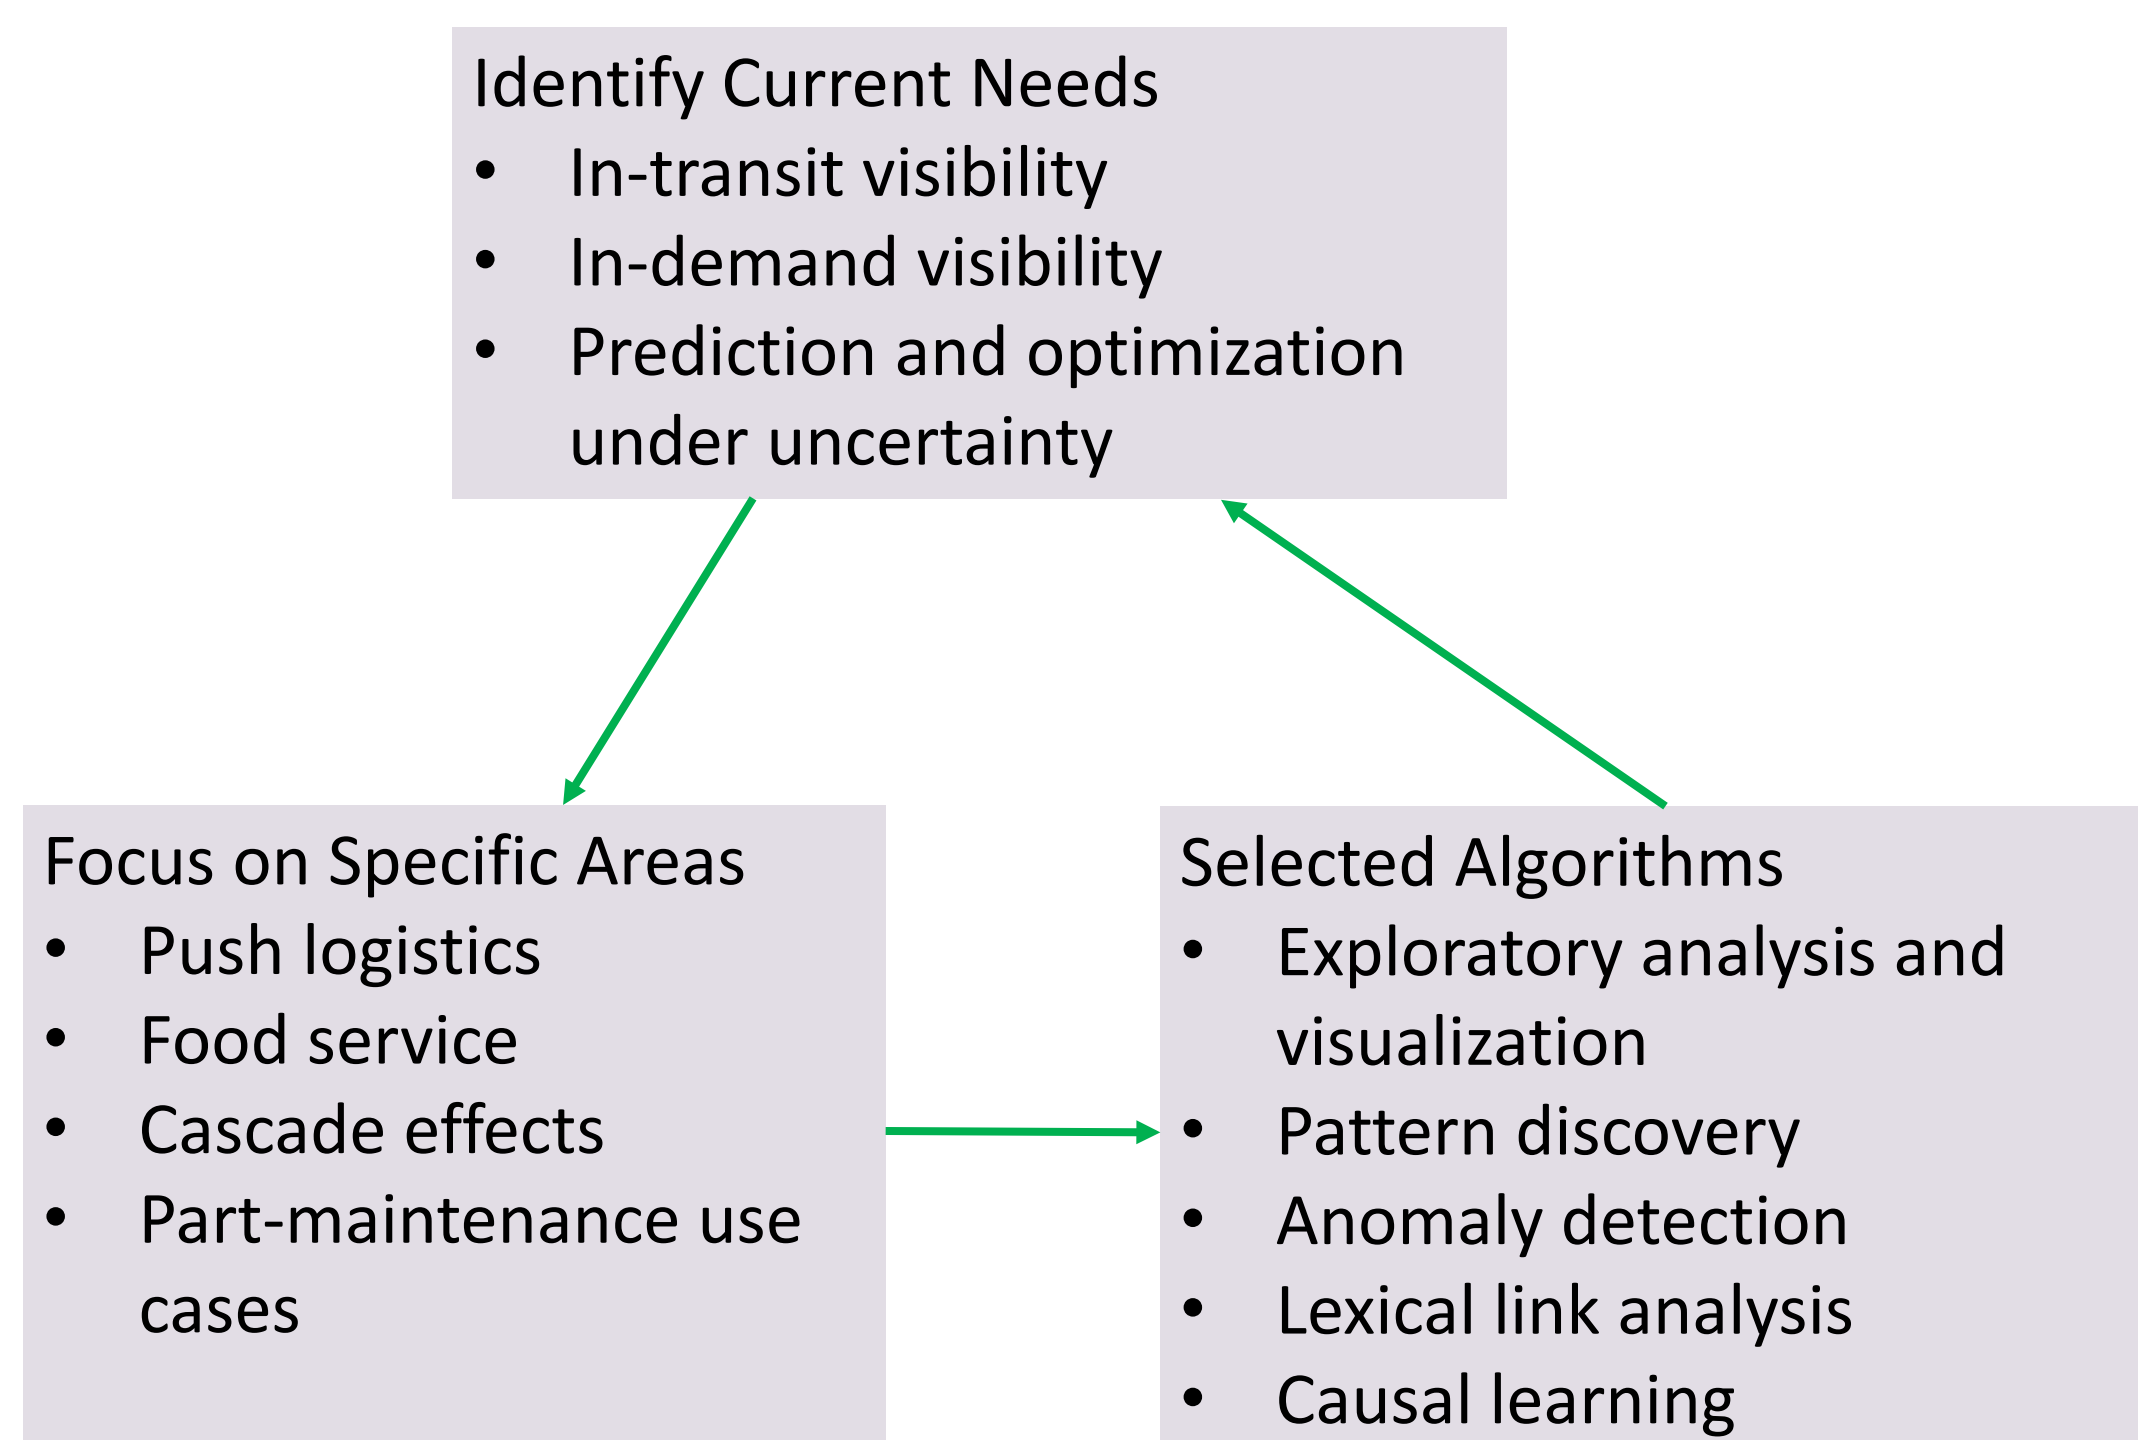 Identify Current Needs
• In-transit visibility
• In-demand visibility
• Prediction and optimization
under uncertainty
Focus on Specific Areas
• Push logistics
• Food service
• Cascade effects
• Part-maintenance use
cases
Selected Algorithms
• Exploratory analysis and
visualization
• Pattern discovery
• Anomaly detection
• Lexical link analysis
• Causal learning